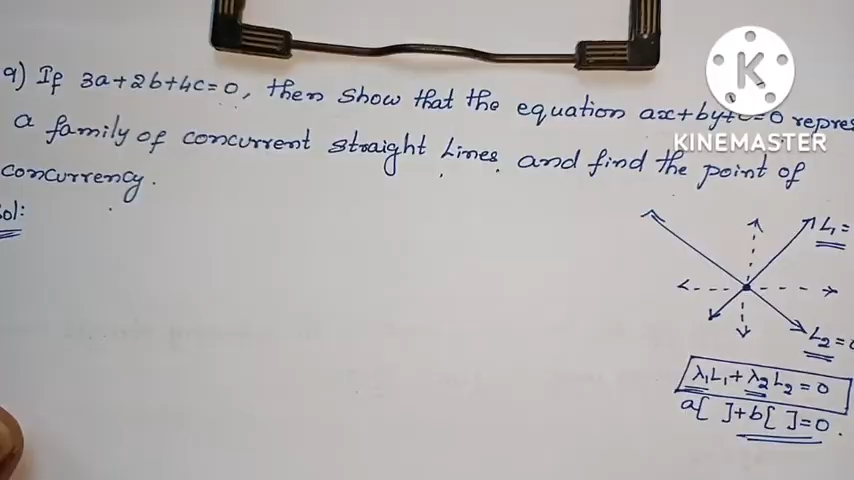 9) If 3a+2b+4c=0, then show that the equation ax+by+c=0 repres
a family of concurrent straight Lines and find the point of
concurrency.
Sol:
K
KINEMASTER
L₁=
L₂=0
λ₁L₁+λ₂L₂=0
a[ ]+b[ ]=0.